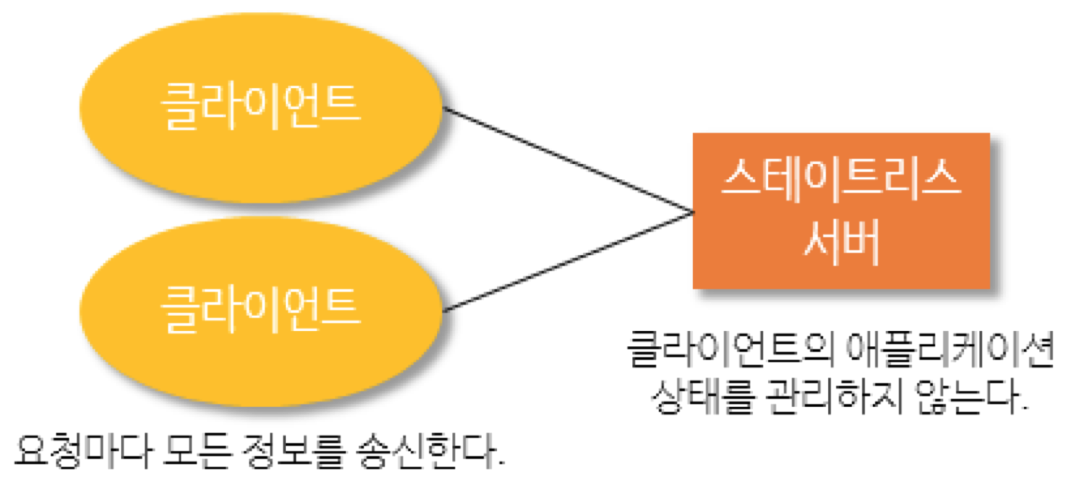 클라이언트
클라이언트
요청마다 모든 정보를 송신한다.
스테이트리스
서버
클라이언트의 애플리케이션
상태를 관리하지 않는다.